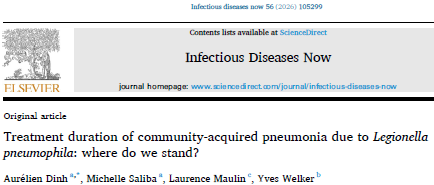 Infectious diseases now 56 (2026) 105299
Contents lists available at ScienceDirect
Infectious Diseases Now
ELSEVIER
journal homepage: www.sciencedirect.com/journal/infectious-diseases-now
Original article
Treatment duration of community-acquired pneumonia due to Legionella
pneumophila: where do we stand?
Aurélien Dinh a,*, Michelle Saliba a, Laurence Maulin c, Yves Welker b